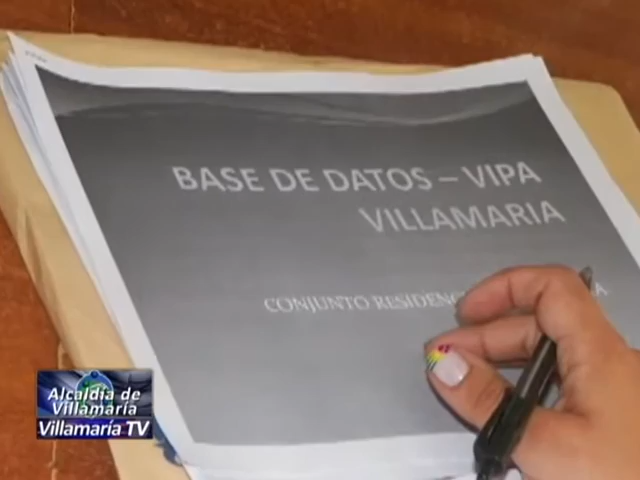 BASE DE DATOS – VIPA
VILLAMARIA
CONJUNTO RESIDENC
Alcaldía de
Villamaría
Villamaría TV